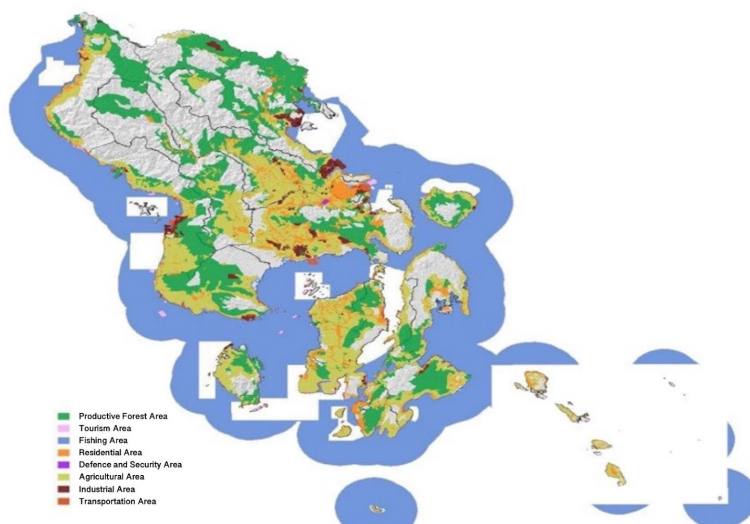 Productive Forest Area
Tourism Area
Fishing Area
Residential Area
Defence and Security Area
Agricultural Area
Industrial Area
Transportation Area